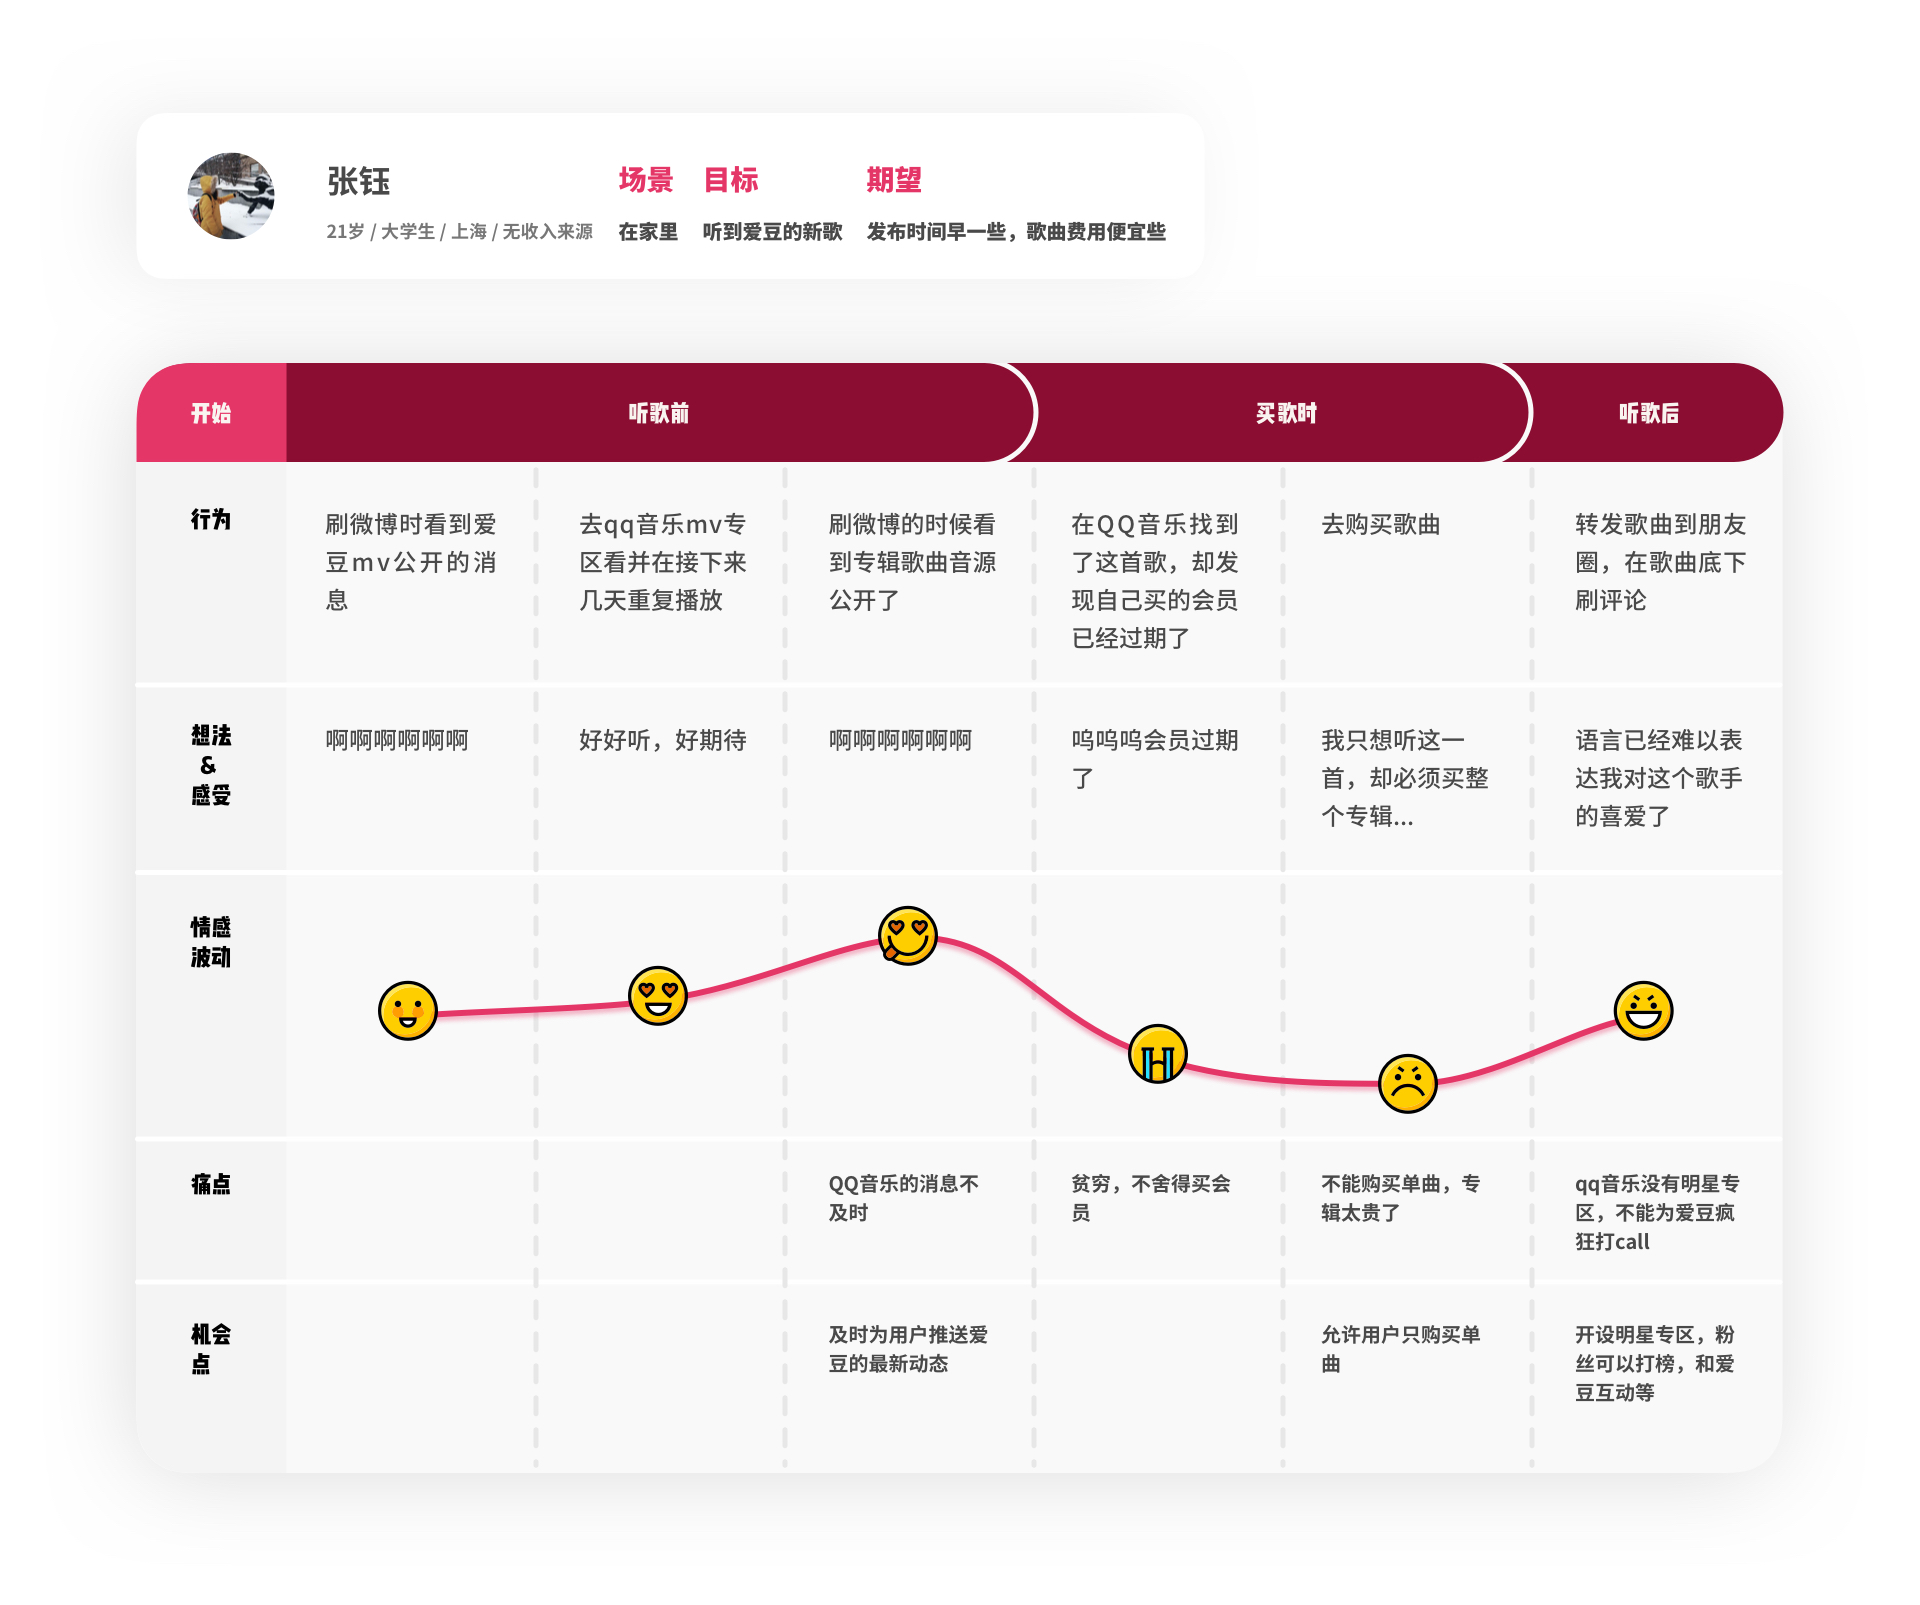 张钰
21岁 / 大学生 / 上海 / 无收入来源
场景
在家里
目标
听到爱豆的新歌
期望
发布时间早一些，歌曲费用便宜些
开始
听歌前
买歌时
听歌后
行为
刷微博时看到爱
豆mv公开的消
息
去qq音乐mv专
区看并在接下来
几天重复播放
刷微博的时候看
到专辑歌曲音源
公开了
在QQ音乐找到
了这首歌，却发
现自己买的会员
已经过期了
去购买歌曲
转发歌曲到朋友
圈，在歌曲底下
刷评论
想法
&
感受
啊啊啊啊啊啊
好好听，好期待
啊啊啊啊啊啊
呜呜呜会员过期
了
我只想听这一
首，却必须买整
个专辑...
语言已经难以表
达我对这个歌手
的喜爱了
情感
波动
痛点
QQ音乐的消息不
及时
贫穷，不舍得买会
员
不能购买单曲，专
辑太贵了
qq音乐没有明星专
区，不能为爱豆疯
狂打call
机会
点
及时为用户推送爱
豆的最新动态
允许用户只购买单
曲
开设明星专区，粉
丝可以打榜，和爱
豆互动等